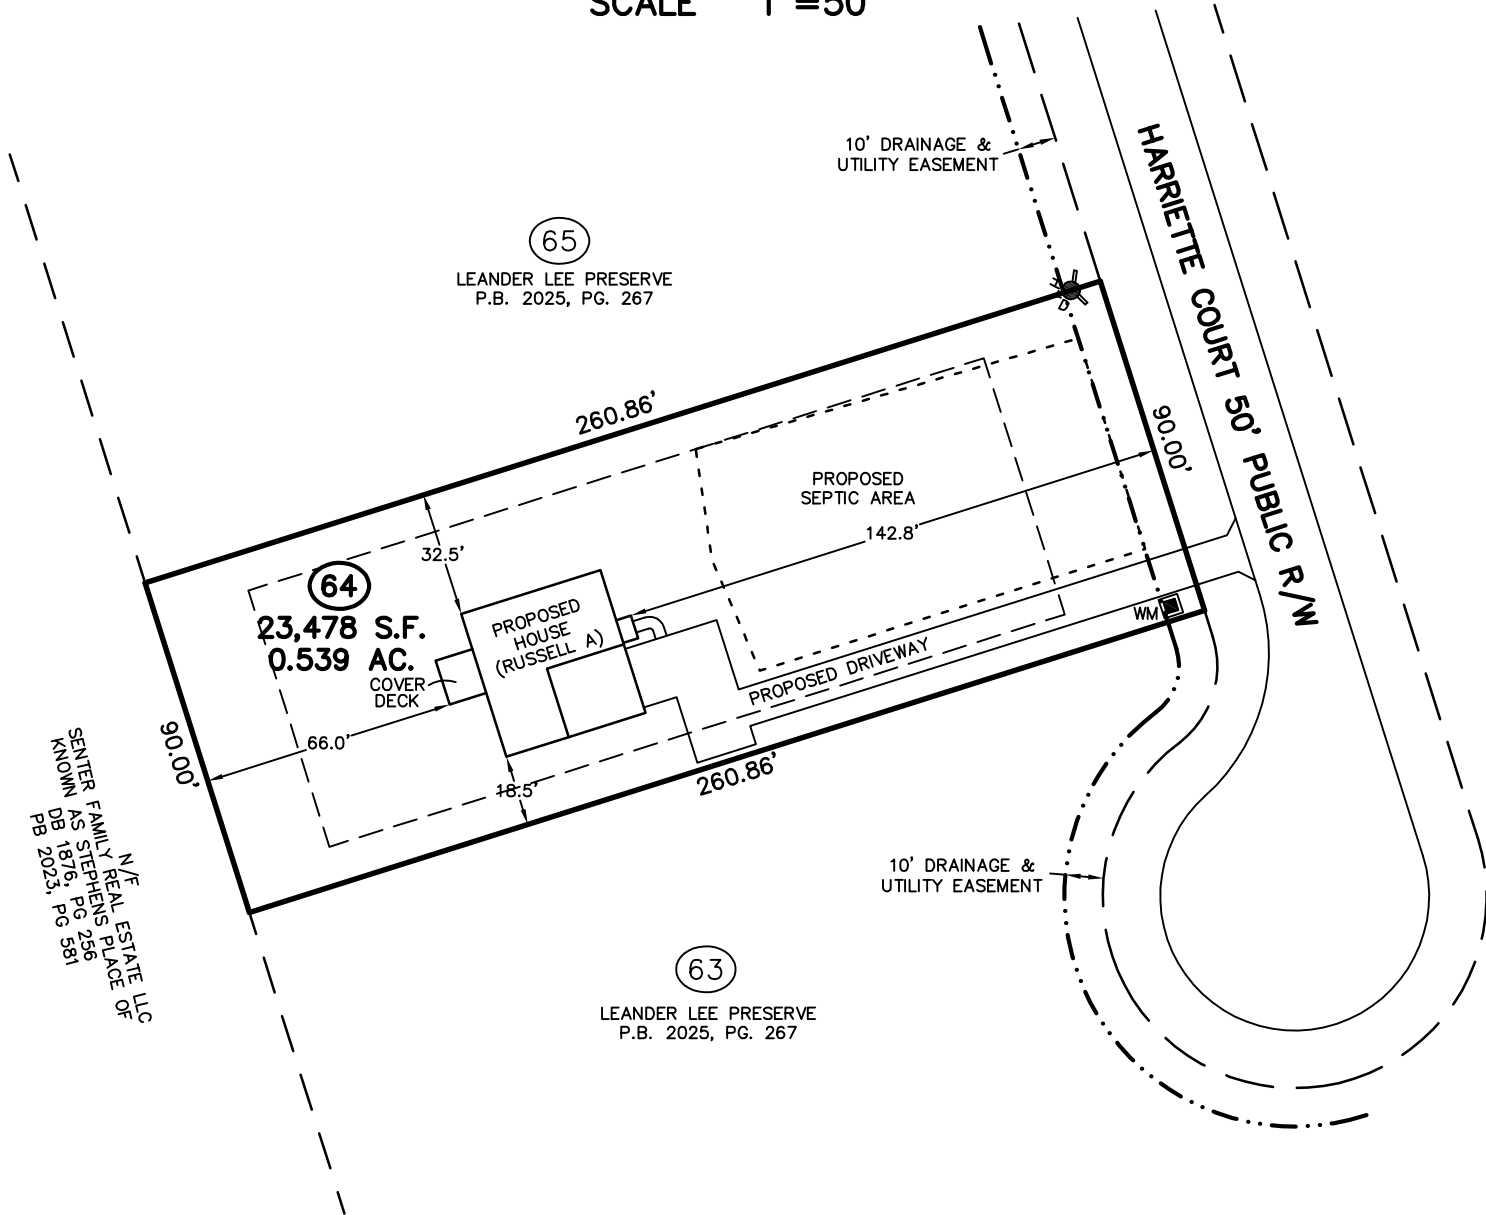 SCALE 1"=50'
10' DRAINAGE &
UTILITY EASEMENT
HARRIETTE COURT 50' PUBLIC R/W
65
LEANDER LEE PRESERVE
P.B. 2025, PG. 267
260.86'
90.00'
PROPOSED
SEPTIC AREA
142.8'
32.5'
64
23,478 S.F.
0.539 AC.
PROPOSED
HOUSE
(RUSSELL A)
COVER
DECK
WM
PROPOSED DRIVEWAY
66.0'
18.5'
90.00'
260.86'
N/F
SENTER FAMILY REAL ESTATE LLC
KNOWN AS STEPHENS PLACE OF
DB 1876, PG 256
PB 2023, PG 581
10' DRAINAGE &
UTILITY EASEMENT
63
LEANDER LEE PRESERVE
P.B. 2025, PG. 267